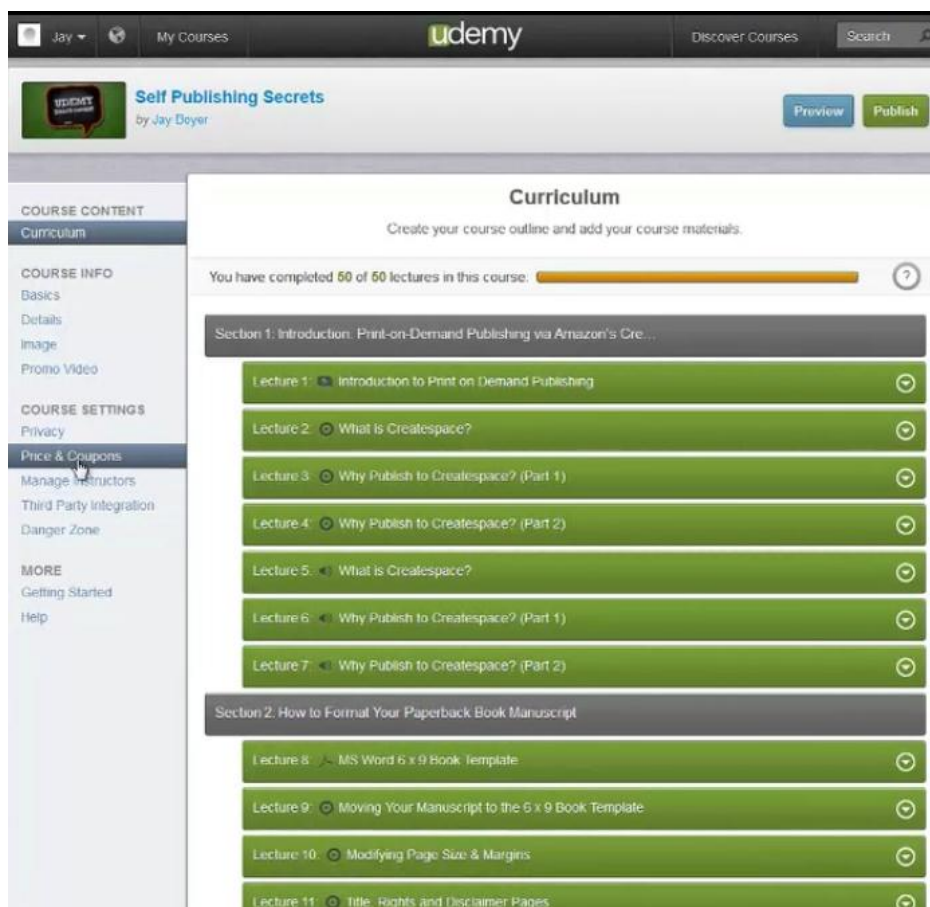 Jay
My Courses
udemy
Discover Courses
Search
UDEMY
Self Publishing Secrets
by Jay Boyer
Preview
Publish
COURSE CONTENT
Curriculum
COURSE INFO
Basics
Details
Image
Promo Video
COURSE SETTINGS
Privacy
Price & Coupons
Manage Instructors
Third Party Integration
Danger Zone
MORE
Getting Started
Help
Curriculum
Create your course outline and add your course materials.
You have completed 50 of 50 lectures in this course.
?
Section 1: Introduction: Print-on-Demand Publishing via Amazon's Cre...
Lecture 1: Introduction to Print on Demand Publishing
Lecture 2: What is Createspace?
Lecture 3: Why Publish to Createspace? (Part 1)
Lecture 4: Why Publish to Createspace? (Part 2)
Lecture 5: What is Createspace?
Lecture 6: Why Publish to Createspace? (Part 1)
Lecture 7: Why Publish to Createspace? (Part 2)
Section 2: How to Format Your Paperback Book Manuscript
Lecture 8: MS Word 6 x 9 Book Template
Lecture 9: Moving Your Manuscript to the 6 x 9 Book Template
Lecture 10: Modifying Page Size & Margins
Lecture 11: Title, Rights and Disclaimer Pages